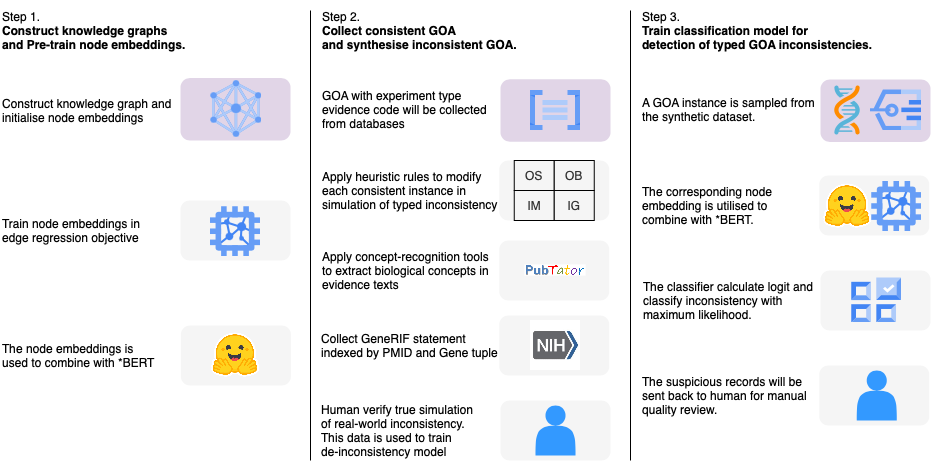 Step 1.
Construct knowledge graphs
and Pre-train node embeddings.
Construct knowledge graph and
initialise node embeddings
Train node embeddings in
edge regression objective
The node embeddings is
used to combine with *BERT
Step 2.
Collect consistent GOA
and synthesise inconsistent GOA.
GOA with experiment type
evidence code will be collected
from databases
Apply heuristic rules to modify
each consistent instance in
simulation of typed inconsistency
OS OB
IM IG
Apply concept-recognition tools
to extract biological concepts in
evidence texts
PubTator
Collect GeneRIF statement
indexed by PMID and Gene tuple
NIH
Human verify true simulation
of real-world inconsistency.
This data is used to train
de-inconsistency model
Step 3.
Train classification model for
detection of typed GOA inconsistencies.
A GOA instance is sampled from
the synthetic dataset.
The corresponding node
embedding is utilised to
combine with *BERT.
The classifier calculate logit and
classify inconsistency with
maximum likelihood.
The suspicious records will be
sent back to human for manual
quality review.